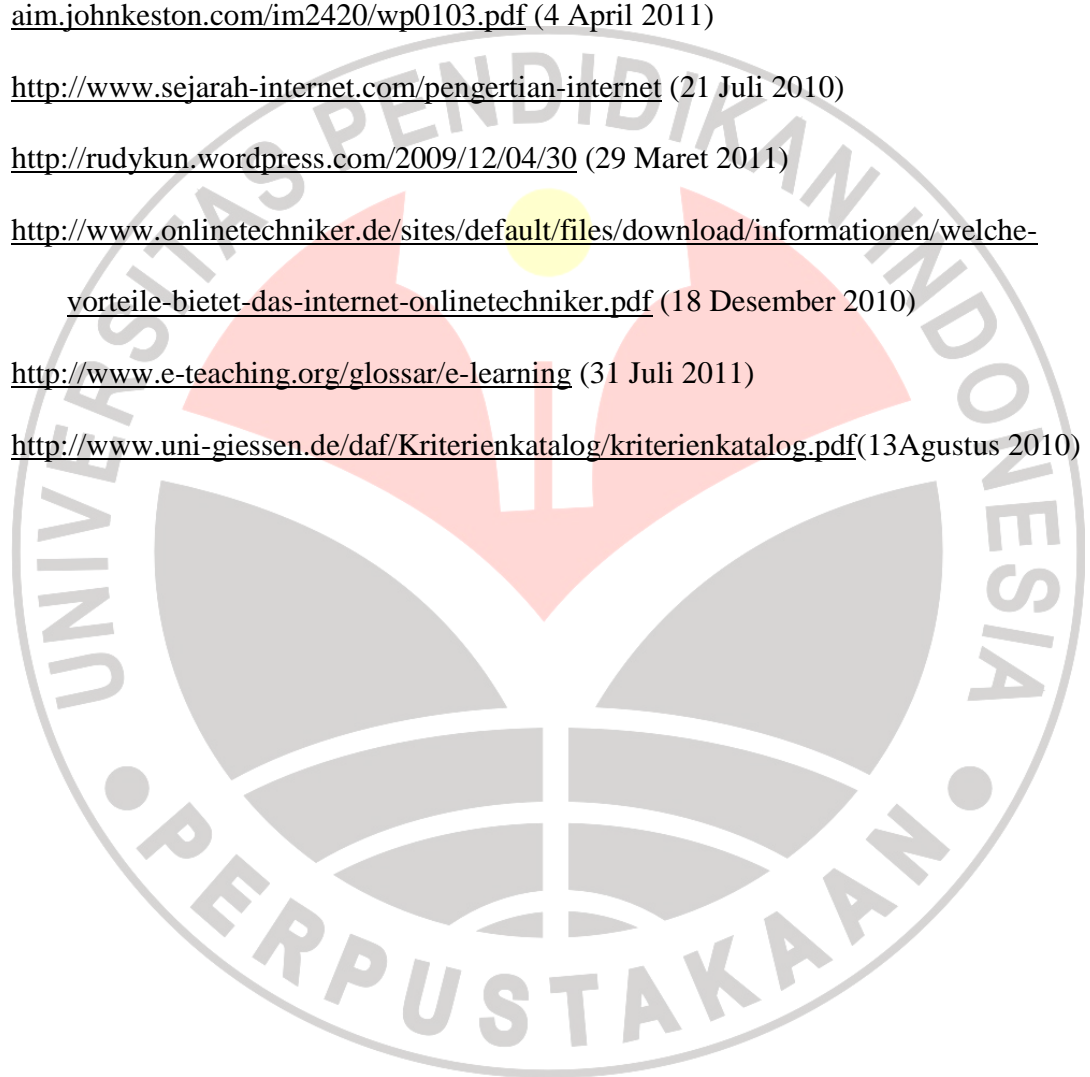 aim.johnkeston.com/im2420/wp0103.pdf (4 April 2011)
http://www.sejarah-internet.com/pengertian-internet (21 Juli 2010)
http://rudykun.wordpress.com/2009/12/04/30 (29 Maret 2011)
http://www.onlinetechniker.de/sites/default/files/download/informationen/welche-
vorteile-bietet-das-internet-onlinetechniker.pdf (18 Desember 2010)
http://www.e-teaching.org/glossar/e-learning (31 Juli 2011)
http://www.uni-giessen.de/daf/Kriterienkatalog/kriterienkatalog.pdf(13Agustus 2010)
UNIVERSITAS PENDIDIKAN INDONESIA
PERPUSTAKAAN